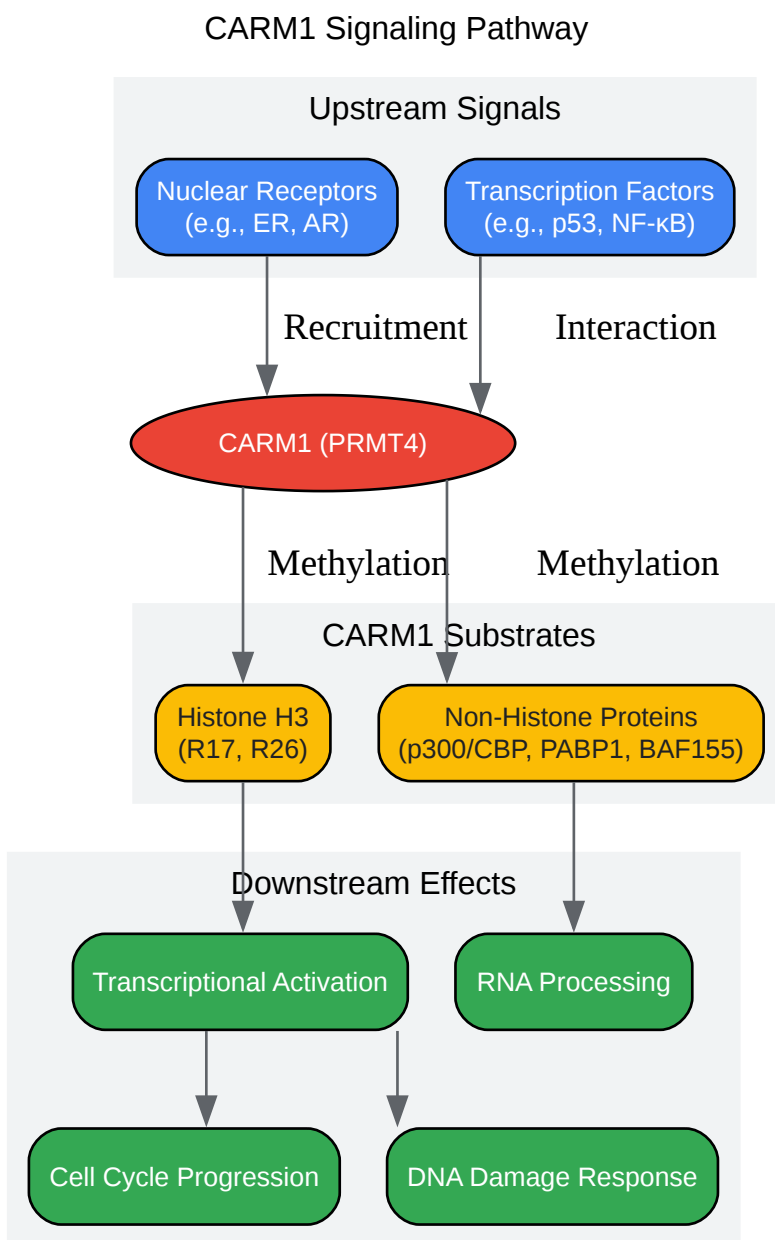 CARM1 Signaling Pathway
Upstream Signals
Nuclear Receptors
(e.g., ER, AR)
Transcription Factors
(e.g., p53, NF-κB)
Recruitment
Interaction
CARM1 (PRMT4)
Methylation
Methylation
CARM1 Substrates
Histone H3
(R17, R26)
Non-Histone Proteins
(p300/CBP, PABP1, BAF155)
Downstream Effects
Transcriptional Activation
RNA Processing
Cell Cycle Progression
DNA Damage Response